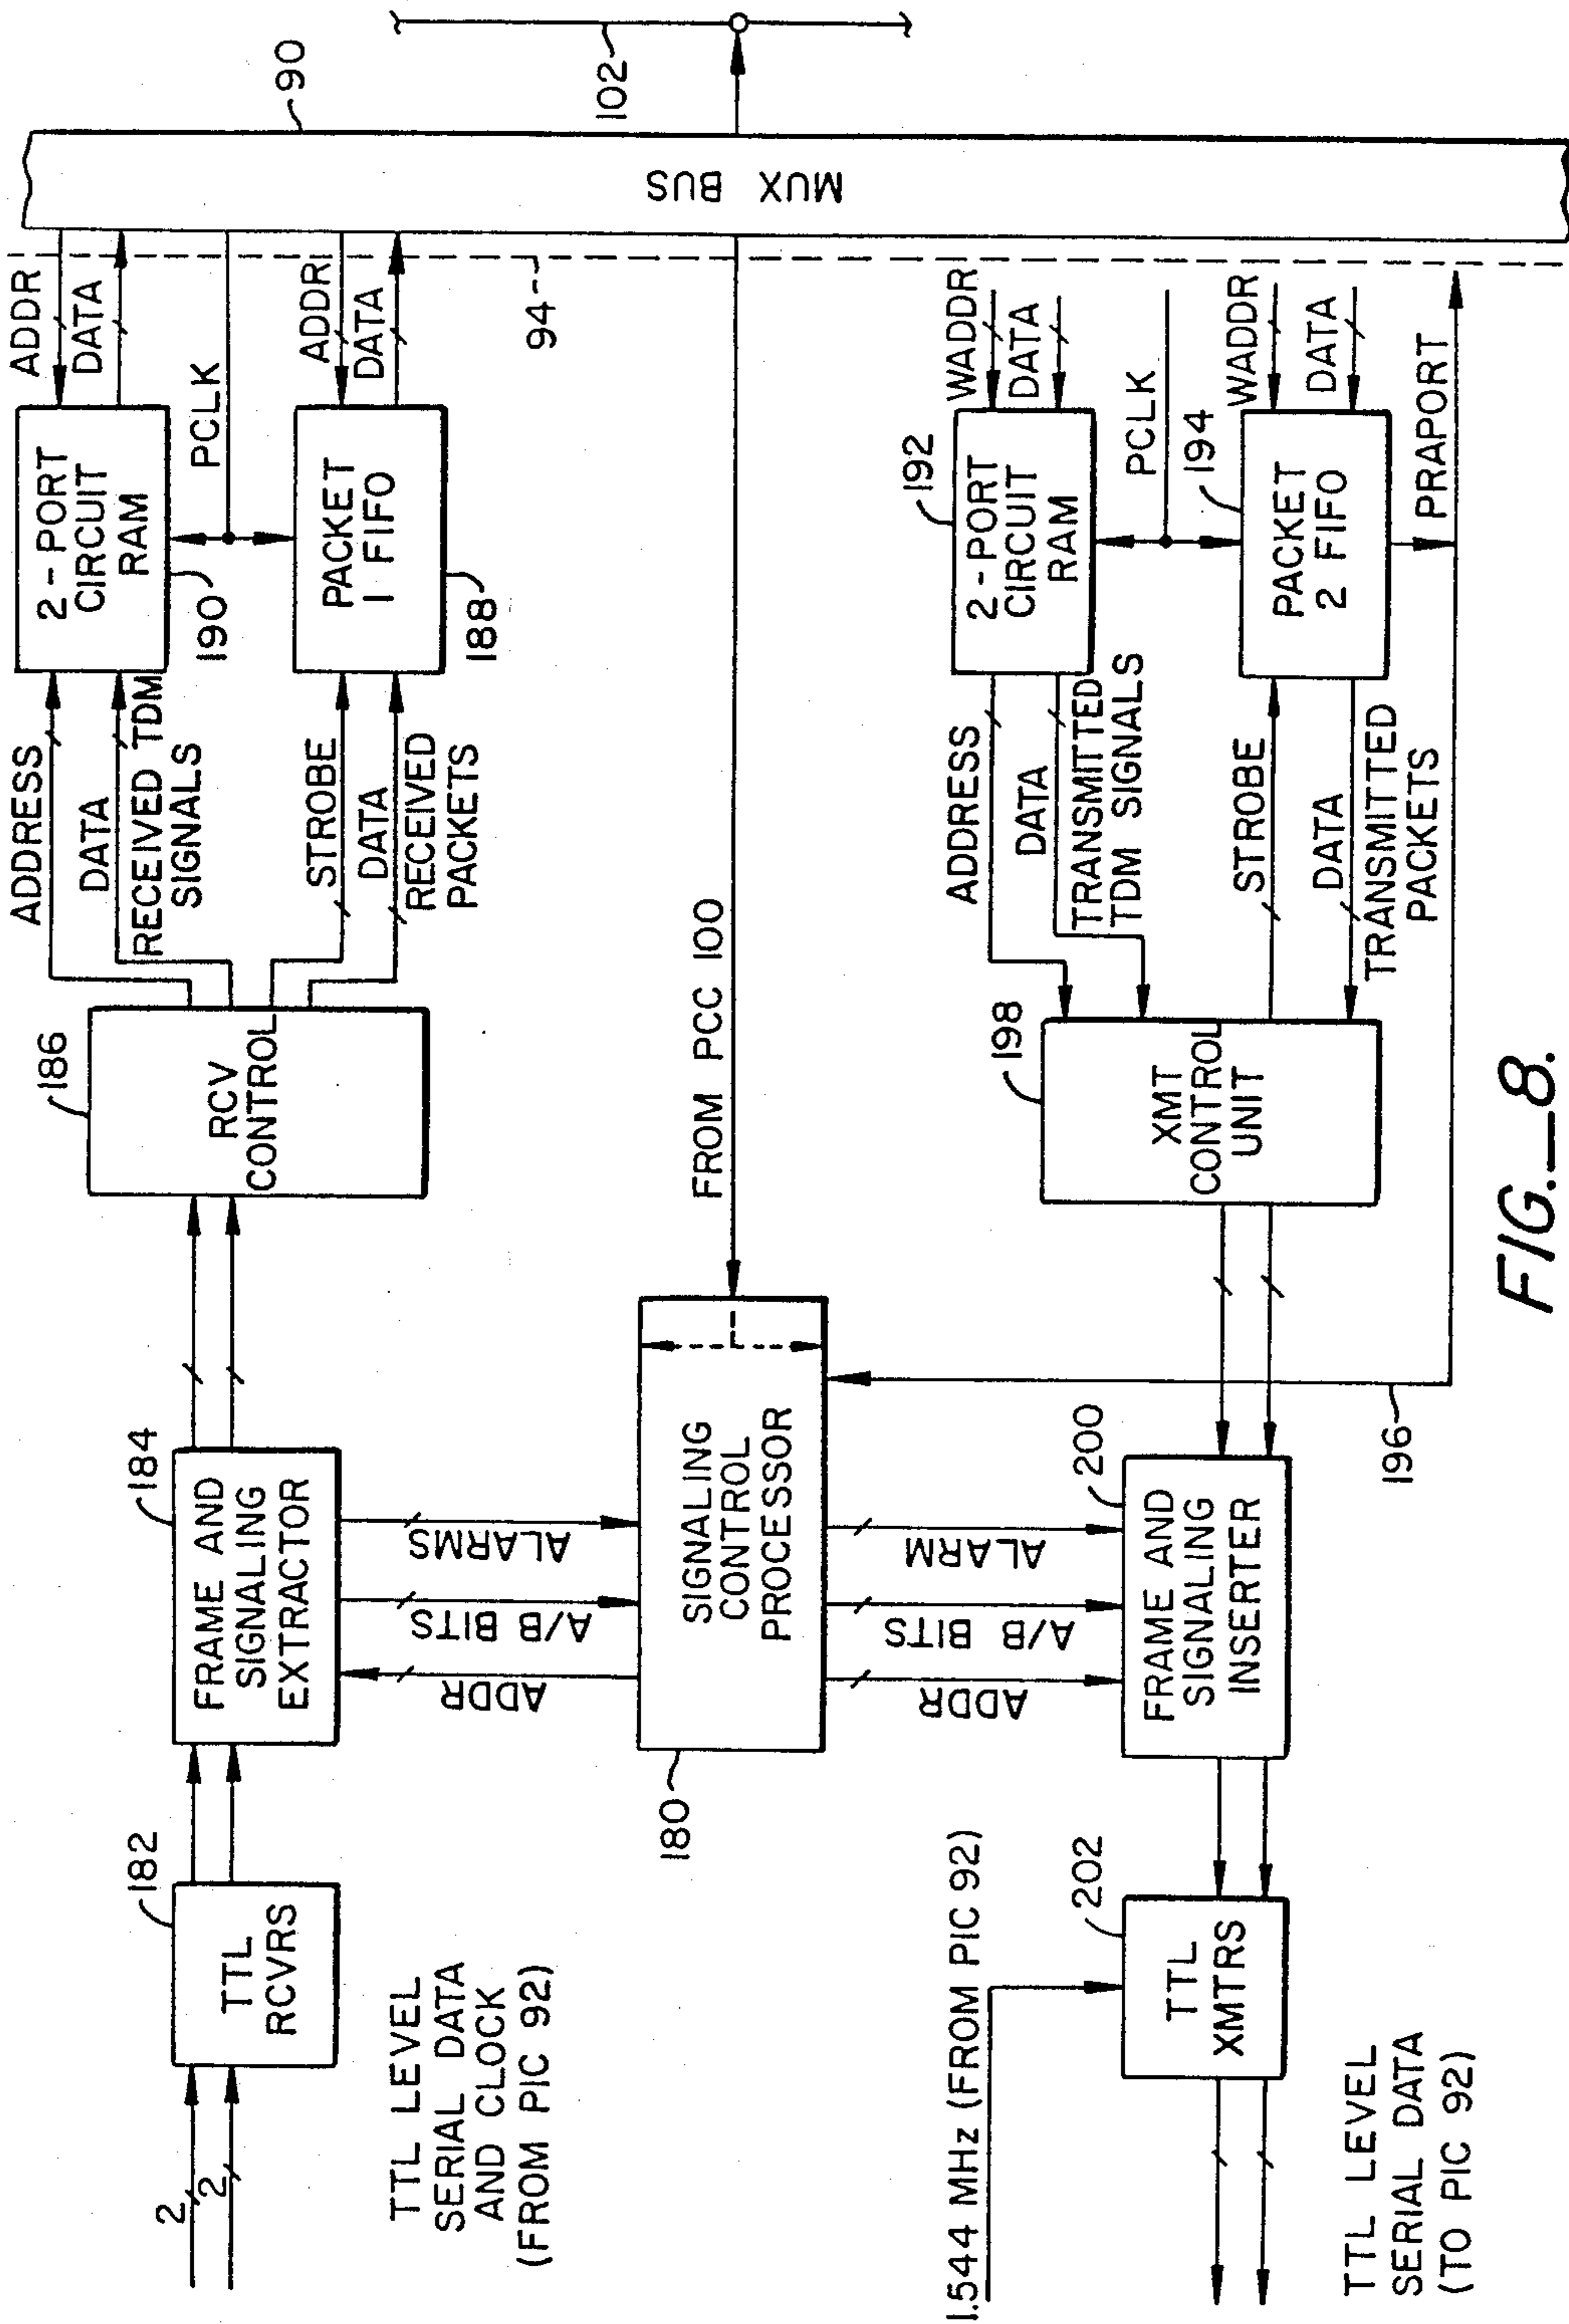 182
TTL
RCVRS
2
2
TTL LEVEL
SERIAL DATA
AND CLOCK
(FROM PIC 92)
184
FRAME AND
SIGNALING
EXTRACTOR
ADDR
A/B BITS
ALARMS
186
RCV
CONTROL
ADDRESS
DATA
RECEIVED TDM
SIGNALS
STROBE
DATA
RECEIVED
PACKETS
2-PORT
CIRCUIT
RAM
190
PACKET
1 FIFO
188
ADDR
DATA
PCLK
ADDR
DATA
94
90
MUX BUS
102
180
SIGNALING
CONTROL
PROCESSOR
FROM PCC 100
ADDR
A/B BITS
ALARM
1.544 MHz (FROM PIC 92)
202
TTL
XMTRS
TTL LEVEL
SERIAL DATA
(TO PIC 92)
200
FRAME AND
SIGNALING
INSERTER
196
198
XMT
CONTROL
UNIT
ADDRESS
DATA
TRANSMITTED
TDM SIGNALS
STROBE
DATA
TRANSMITTED
PACKETS
192
2-PORT
CIRCUIT
RAM
194
PACKET
2 FIFO
WADDR
DATA
PCLK
WADDR
DATA
PRAPORT
FIG._8.